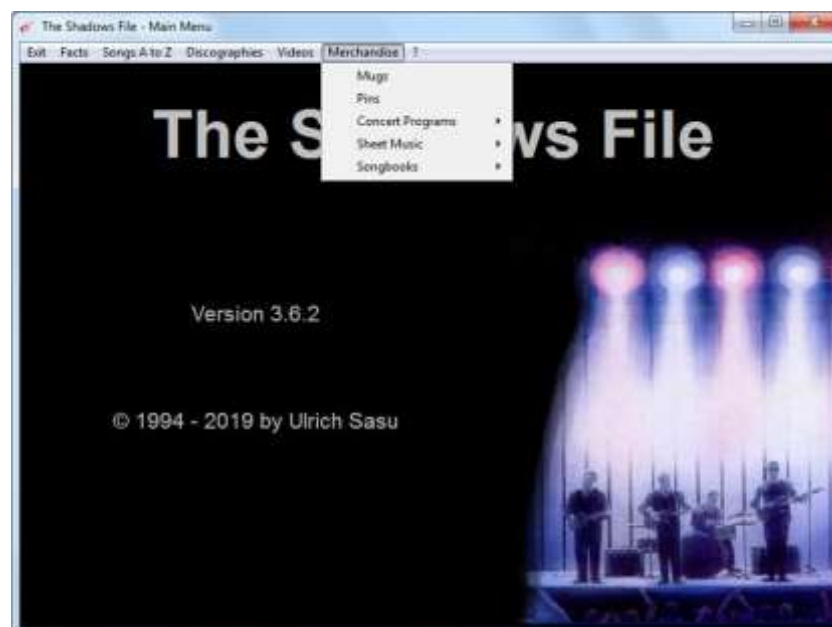 The Shadows File - Main Menu
Exit Facts Songs A to Z Discographies Videos Merchandise ?
Mugs
Pins
Concert Programs
Sheet Music
Songbooks
The S ws File
Version 3.6.2
© 1994 - 2019 by Ulrich Sasu